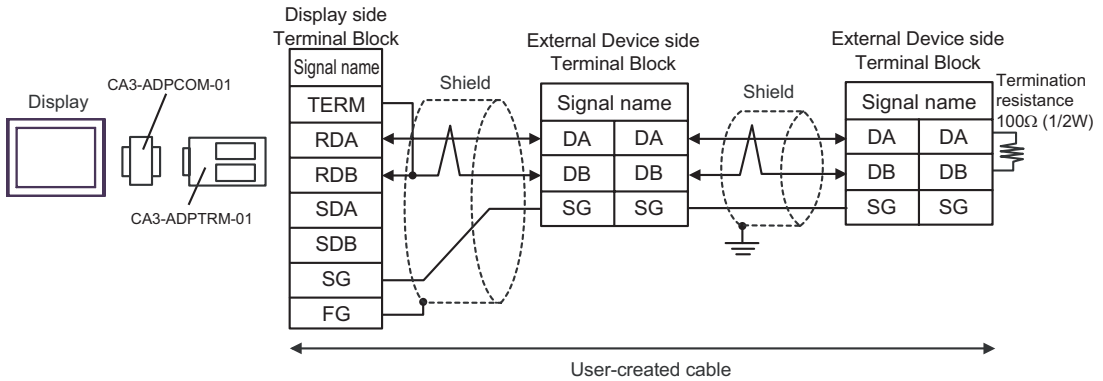 Display
CA3-ADPCOM-01
CA3-ADPTRM-01
Display side
Terminal Block
Signal name
TERM
RDA
RDB
SDA
SDB
SG
FG
Shield
External Device side
Terminal Block
Signal name
DA DA
DB DB
SG SG
Shield
External Device side
Terminal Block
Signal name
DA DA
DB DB
SG SG
Termination
resistance
100Ω (1/2W)
User-created cable